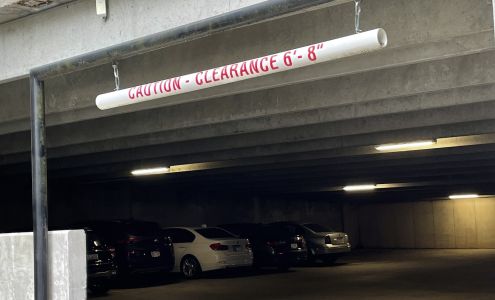 CAUTION - CLEARANCE 6'- 8"